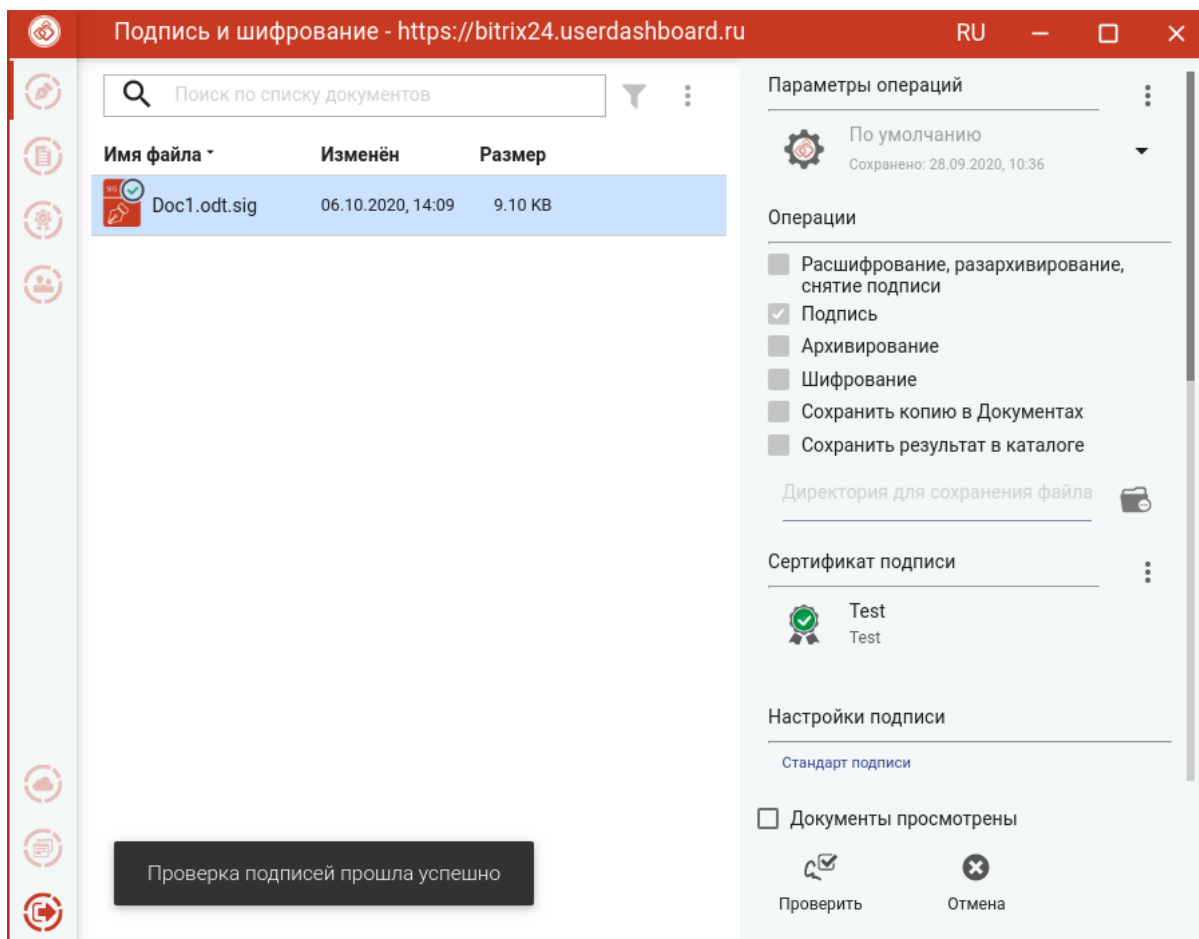 Подпись и шифрование - https://bitrix24.userdashboard.ru
RU
Поиск по списку документов
Имя файла
Изменён
Размер
SIG
Doc1.odt.sig
06.10.2020, 14:09
9.10 KB
Параметры операций
По умолчанию
Сохранено: 28.09.2020, 10:36
Операции
Расшифрование, разархивирование,
снятие подписи
Подпись
Архивирование
Шифрование
Сохранить копию в Документах
Сохранить результат в каталоге
Директория для сохранения файла
Сертификат подписи
Test
Test
Настройки подписи
Стандарт подписи
Документы просмотрены
Проверить
Отмена
Проверка подписей прошла успешно